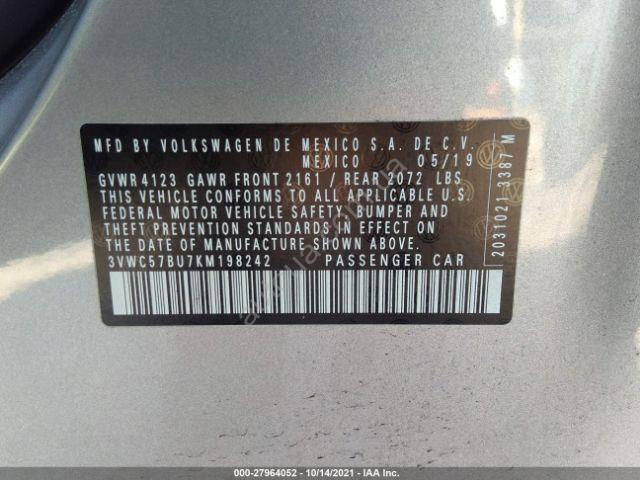 MFD BY VOLKSWAGEN DE MEXICO S.A. DE C.V.
MEXICO 05/19
GVWR 4123 GAWR FRONT 2161 / REAR 2072 LBS
THIS VEHICLE CONFORMS TO ALL APPLICABLE U.S.
FEDERAL MOTOR VEHICLE SAFETY, BUMPER AND
THEFT PREVENTION STANDARDS IN EFFECT ON
THE DATE OF MANUFACTURE SHOWN ABOVE.
3VWC57BU7KM198242 PASSENGER CAR
2031021 3387 M
000-27964052 - 10/14/2021 - IAA Inc.